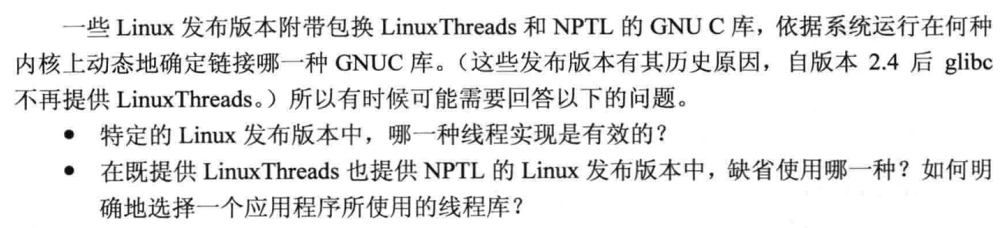 一些 Linux 发布版本附带包换 LinuxThreads 和 NPTL 的 GNU C 库，依据系统运行在何种
内核上动态地确定链接哪一种 GNUC 库。（这些发布版本有其历史原因，自版本 2.4 后 glibc
不再提供 LinuxThreads。）所以有时候可能需要回答以下的问题。
● 特定的 Linux 发布版本中，哪一种线程实现是有效的？
● 在既提供 LinuxThreads 也提供 NPTL 的 Linux 发布版本中，缺省使用哪一种？如何明
确地选择一个应用程序所使用的线程库？